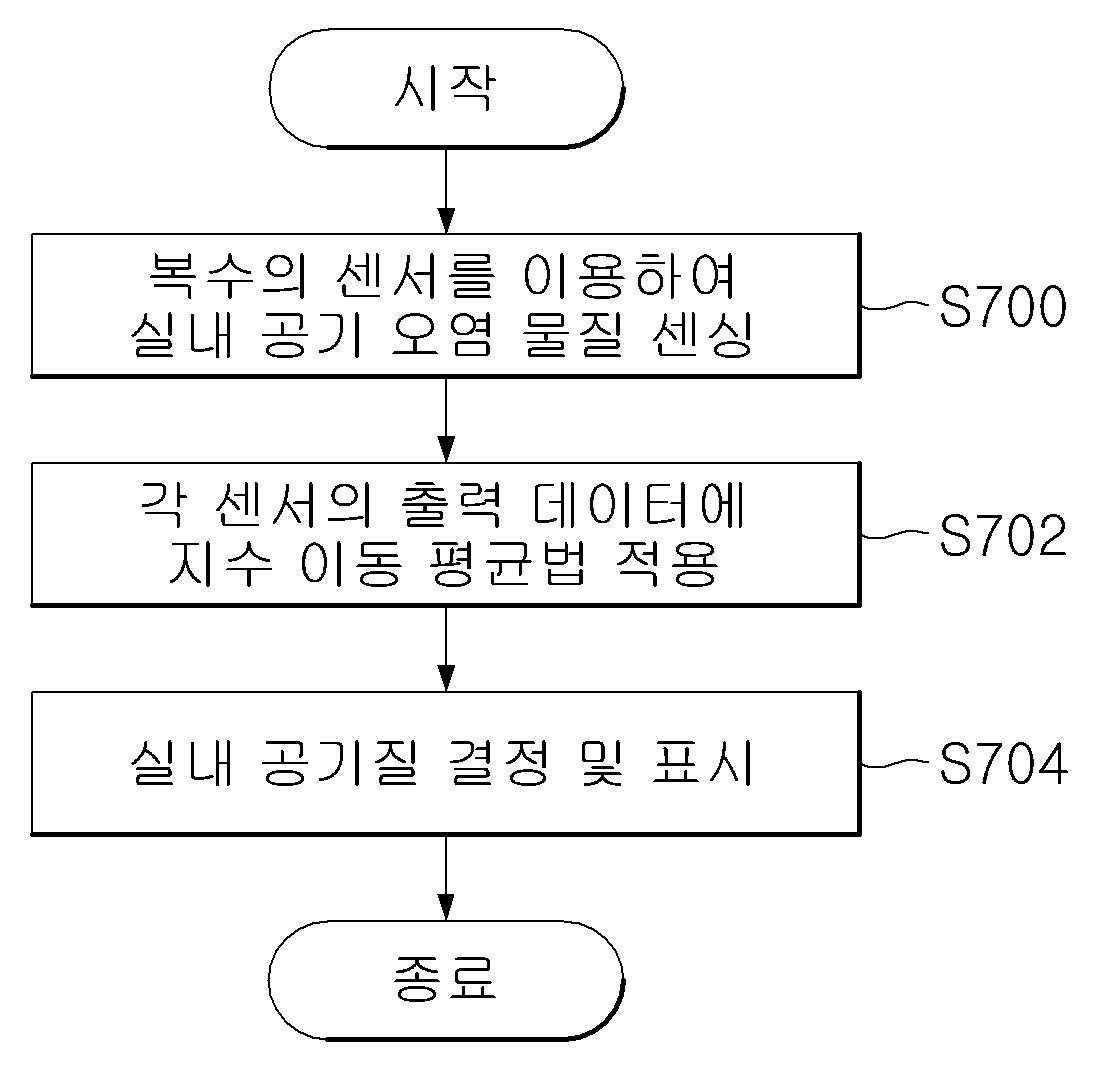 시작
복수의 센서를 이용하여
실내 공기 오염 물질 센싱
S700
각 센서의 출력 데이터에
지수 이동 평균법 적용
S702
실내 공기질 결정 및 표시
S704
종료